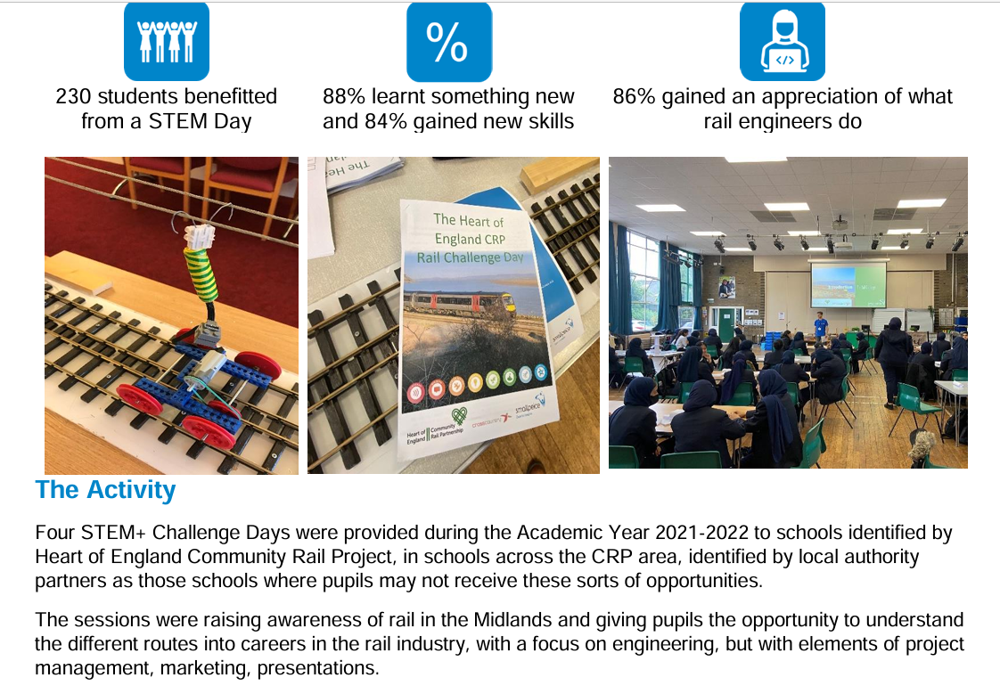 %
</>
230 students benefitted
from a STEM Day
88% learnt something new
and 84% gained new skills
86% gained an appreciation of what
rail engineers do
The Hea
The Heart of
England CRP
Rail Challenge Day
Heart of
England
Community
Rail Partnership
crosscountry
smallpeice
smallpeice
The Activity
Four STEM+ Challenge Days were provided during the Academic Year 2021-2022 to schools identified by
Heart of England Community Rail Project, in schools across the CRP area, identified by local authority
partners as those schools where pupils may not receive these sorts of opportunities.
The sessions were raising awareness of rail in the Midlands and giving pupils the opportunity to understand
the different routes into careers in the rail industry, with a focus on engineering, but with elements of project
management, marketing, presentations.